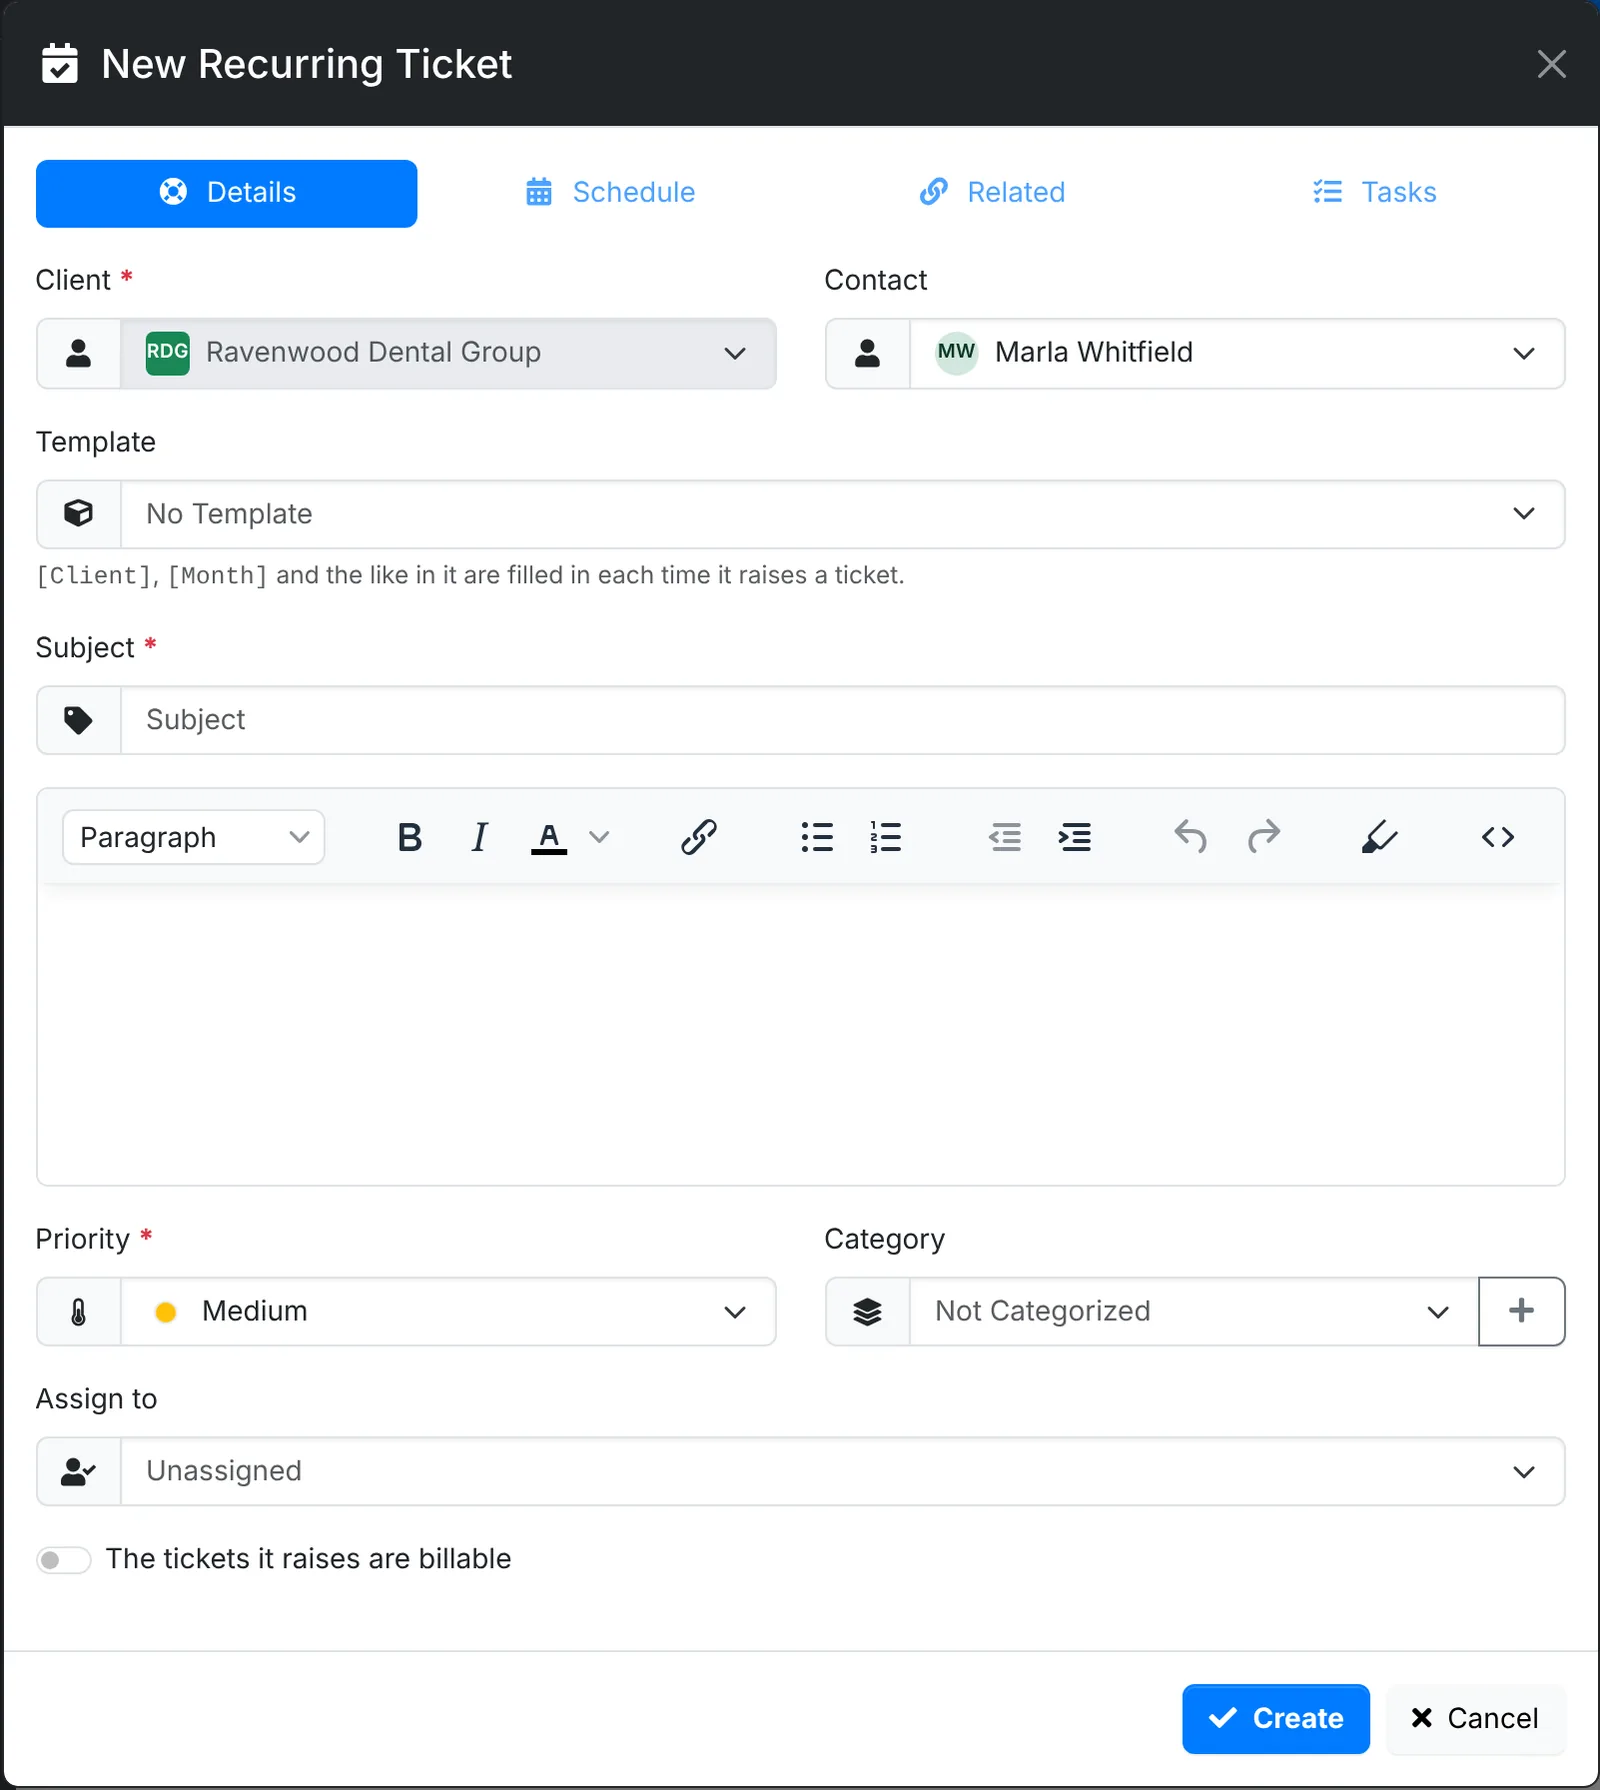 New Recurring Ticket
Details
Schedule
Related
Tasks
Client *
Contact
RDG Ravenwood Dental Group
MW Marla Whitfield
Template
No Template
[Client], [Month] and the like in it are filled in each time it raises a ticket.
Subject *
Subject
Paragraph
B I A
Priority *
Category
Medium
Not Categorized
Assign to
Unassigned
The tickets it raises are billable
Create
Cancel